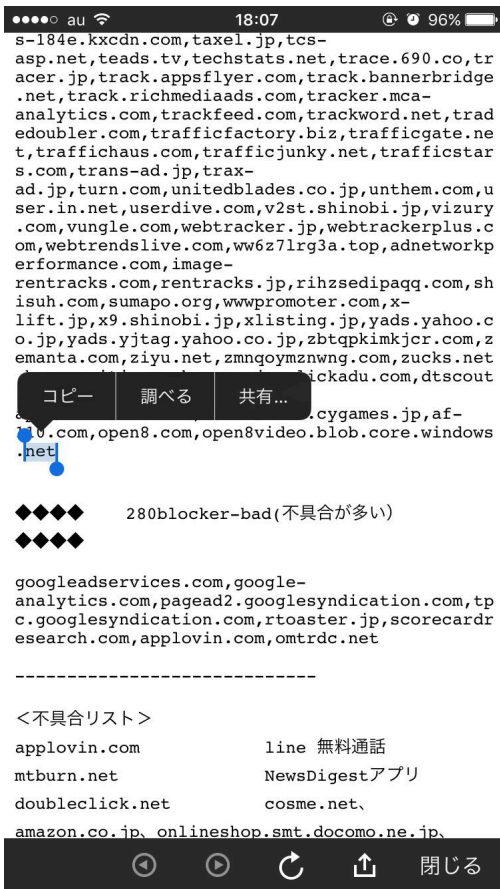 au 18:07 96%
s-184e.kxcdn.com,taxel.jp,tcs-
asp.net,teads.tv,techstats.net,trace.690.co,tr
acer.jp,track.appsflyer.com,track.bannerbridge
.net,track.richmediaads.com,tracker.mca-
analytics.com,trackfeed.com,trackword.net,trad
edoubler.com,trafficfactory.biz,trafficgate.ne
t,traffichaus.com,trafficjunky.net,trafficstar
s.com,trans-ad.jp,trax-
ad.jp,turn.com,unitedblades.co.jp,unthem.com,u
ser.in.net,userdive.com,v2st.shinobi.jp,vizury
.com,vungle.com,webtracker.jp,webtrackerplus.c
om,webtrendslive.com,ww6z7lrg3a.top,adnetworkp
erformance.com,image-
rentracks.com,rentracks.jp,rihzsedipaqq.com,sh
isuh.com,sumapo.org,wwwpromoter.com,x-
lift.jp,x9.shinobi.jp,xlisting.jp,yads.yahoo.c
o.jp,yads.yjtag.yahoo.co.jp,zbtqpkimkjcr.com,z
emanta.com,ziyu.net,zmnqoymznwng.com,zucks.net
lickadu.com,dtscout
コピー 調べる 共有...
.cygames.jp,af-
110.com,open8.com,open8video.blob.core.windows
.net
◆◆◆◆ 280blocker-bad(不具合が多い)
◆◆◆◆
googleadservices.com,google-
analytics.com,pagead2.googlesyndication.com,tp
c.googlesyndication.com,rtoaster.jp,scorecardr
esearch.com,applovin.com,omtrdc.net
-----------------------------
＜不具合リスト＞
applovin.com line 無料通話
mtburn.net NewsDigestアプリ
doubleclick.net cosme.net、
amazon.co.jp、onlineshop.smt.docomo.ne.jp、
閉じる